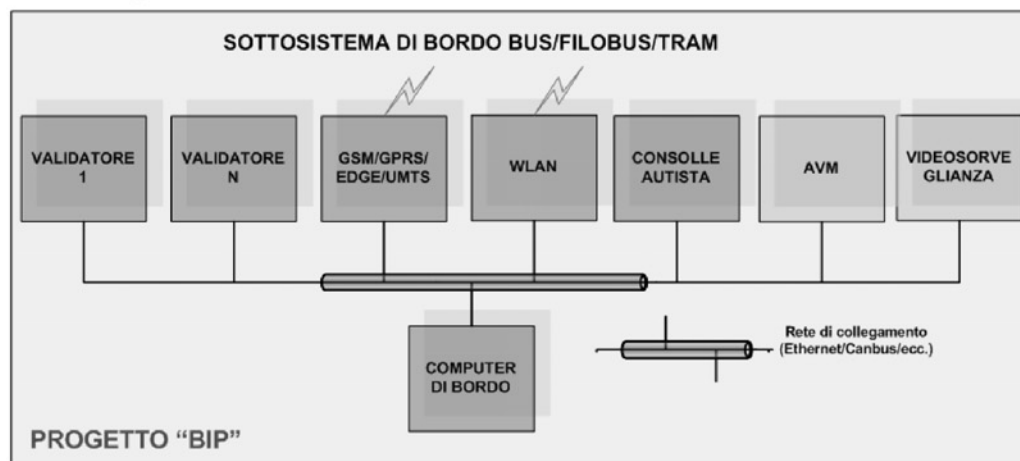 SOTTOSISTEMA DI BORDO BUS/FILOBUS/TRAM
VALIDATORE
1
VALIDATORE
N
GSM/GPRS/
EDGE/UMTS
WLAN
CONSOLLE
AUTISTA
AVM
VIDEOSORVE
GLIANZA
COMPUTER
DI BORDO
Rete di collegamento
(Ethernet/Canbus/ecc.)
PROGETTO “BIP”